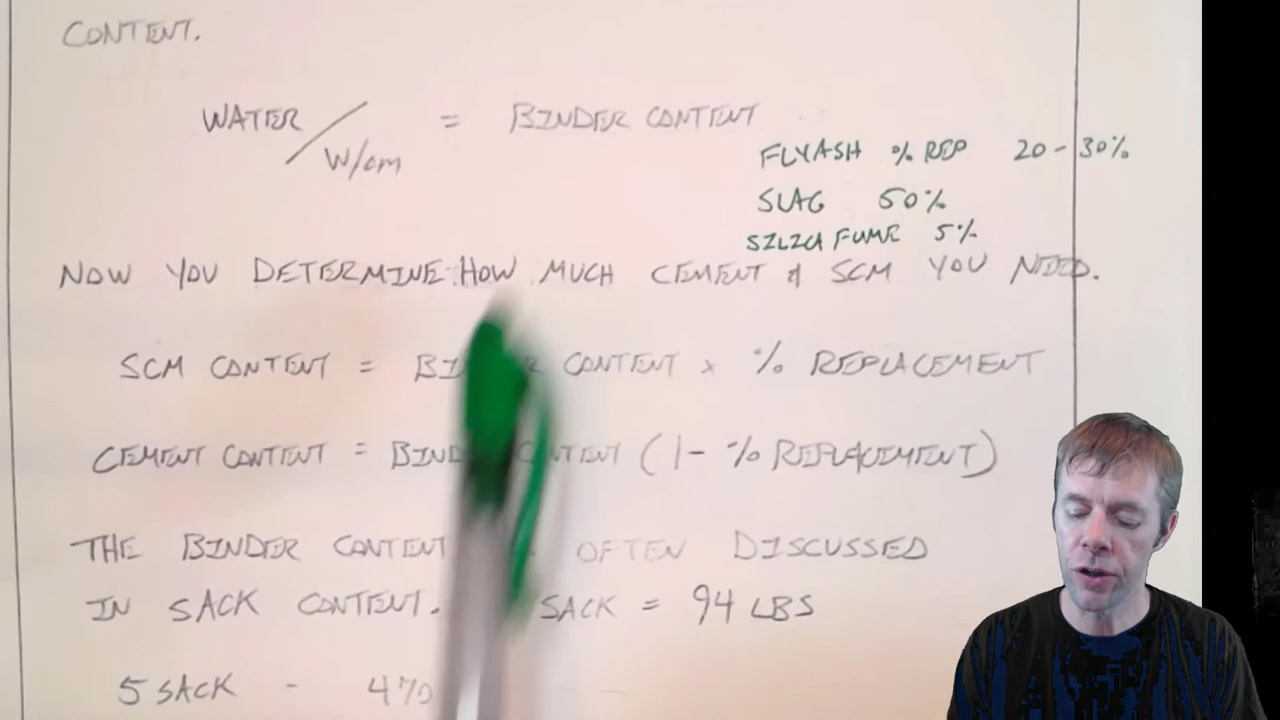 CONTENT.
WATER / W/cm = BINDER CONTENT
FLYASH % REP 20-30%
SLAG 50%
SILICA FUME 5%
NOW YOU DETERMINE HOW MUCH CEMENT & SCM YOU NEED.
SCM CONTENT = CONTENT x % REPLACEMENT
CEMENT CONTENT = (1- % REPLACEMENT)
THE BINDER CONTENT OFTEN DISCUSSED
IN SACK CONTENT. SACK = 94 LBS
5 SACK - 470